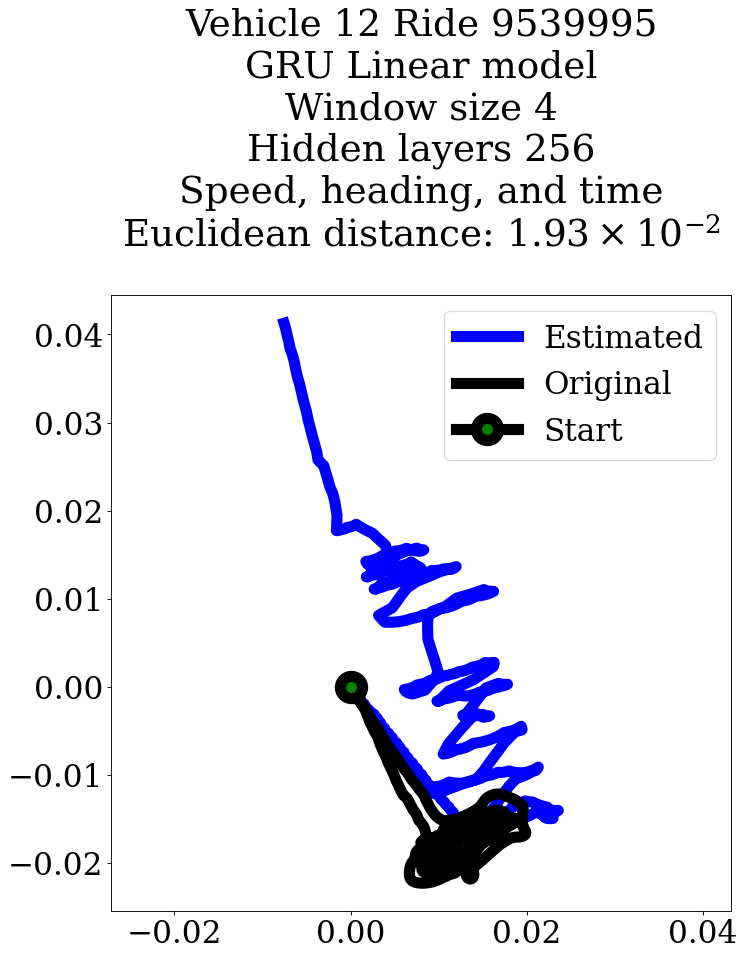 Vehicle 12 Ride 9539995
GRU Linear model
Window size 4
Hidden layers 256
Speed, heading, and time
Euclidean distance: 1.93 × 10⁻²
Estimated
Original
Start
0.04
0.03
0.02
0.01
0.00
−0.01
−0.02
−0.02 0.00 0.02 0.04